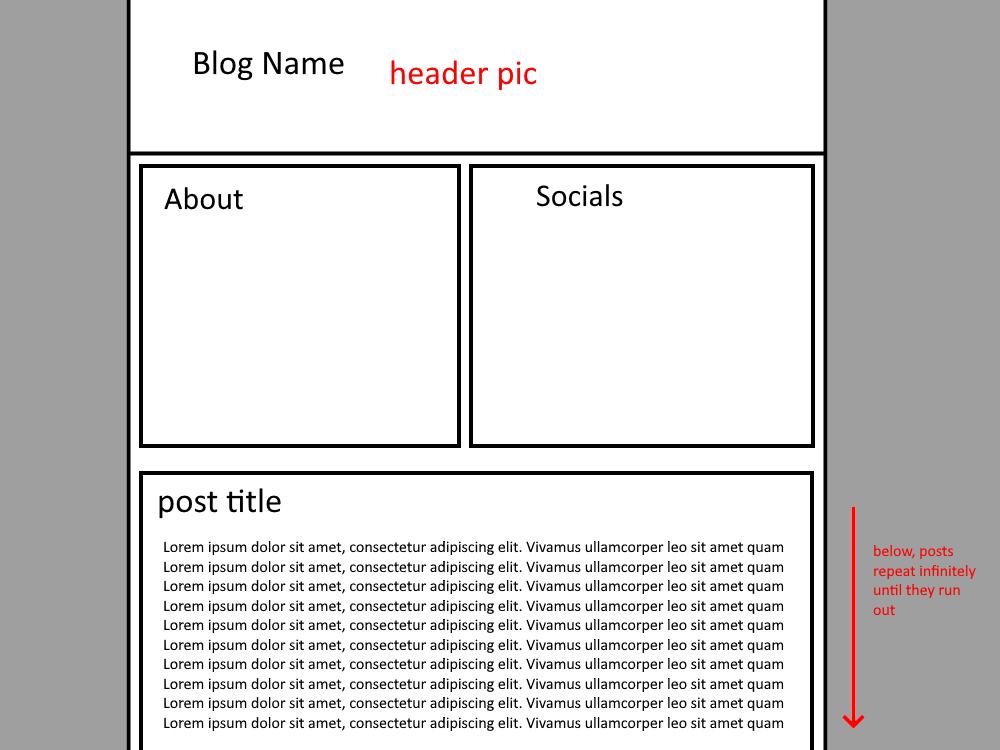 Blog Name
header pic
About
Socials
post title
Lorem ipsum dolor sit amet, consectetur adipiscing elit. Vivamus ullamcorper leo sit amet quam
Lorem ipsum dolor sit amet, consectetur adipiscing elit. Vivamus ullamcorper leo sit amet quam
Lorem ipsum dolor sit amet, consectetur adipiscing elit. Vivamus ullamcorper leo sit amet quam
Lorem ipsum dolor sit amet, consectetur adipiscing elit. Vivamus ullamcorper leo sit amet quam
Lorem ipsum dolor sit amet, consectetur adipiscing elit. Vivamus ullamcorper leo sit amet quam
Lorem ipsum dolor sit amet, consectetur adipiscing elit. Vivamus ullamcorper leo sit amet quam
Lorem ipsum dolor sit amet, consectetur adipiscing elit. Vivamus ullamcorper leo sit amet quam
Lorem ipsum dolor sit amet, consectetur adipiscing elit. Vivamus ullamcorper leo sit amet quam
Lorem ipsum dolor sit amet, consectetur adipiscing elit. Vivamus ullamcorper leo sit amet quam
Lorem ipsum dolor sit amet, consectetur adipiscing elit. Vivamus ullamcorper leo sit amet quam
below, posts
repeat infinitely
until they run
out